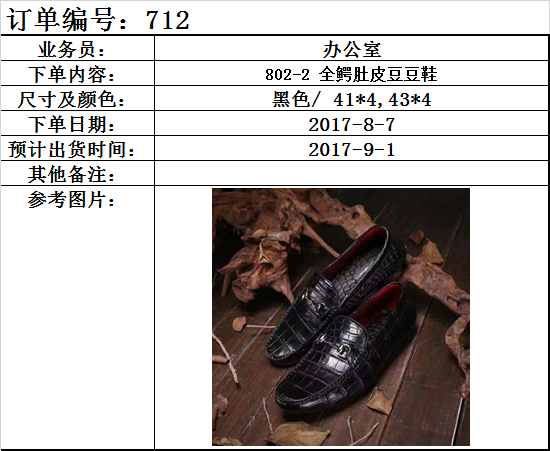 订单编号：712
业务员： 办公室
下单内容： 802-2 全鳄肚皮豆豆鞋
尺寸及颜色： 黑色/ 41*4,43*4
下单日期： 2017-8-7
预计出货时间： 2017-9-1
其他备注：
参考图片：